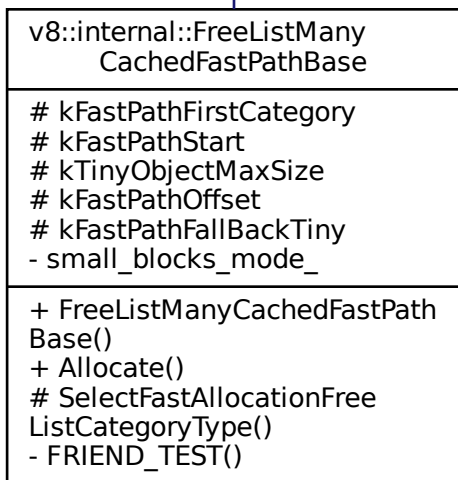 v8::internal::FreeListMany
CachedFastPathBase
# kFastPathFirstCategory
# kFastPathStart
# kTinyObjectMaxSize
# kFastPathOffset
# kFastPathFallBackTiny
- small_blocks_mode_
+ FreeListManyCachedFastPath
Base()
+ Allocate()
# SelectFastAllocationFree
ListCategoryType()
- FRIEND_TEST()